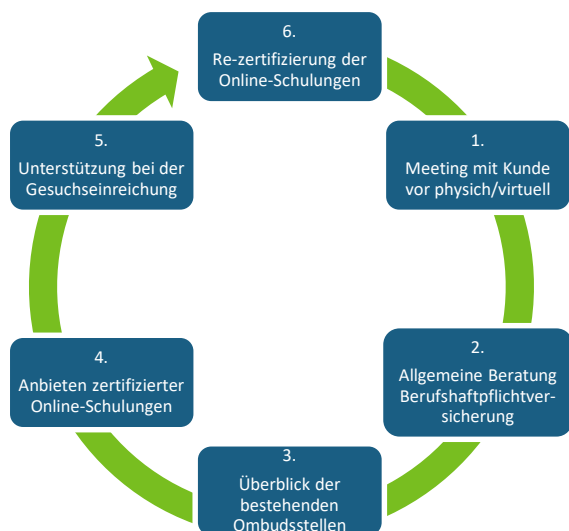 6.
Re-zertifizierung der
Online-Schulungen
1.
Meeting mit Kunde
vor physich/virtuell
2.
Allgemeine Beratung
Berufshaftpflichtver-
sicherung
3.
Überblick der
bestehenden
Ombudsstellen
4.
Anbieten zertifizierter
Online-Schulungen
5.
Unterstützung bei der
Gesuchseinreichung